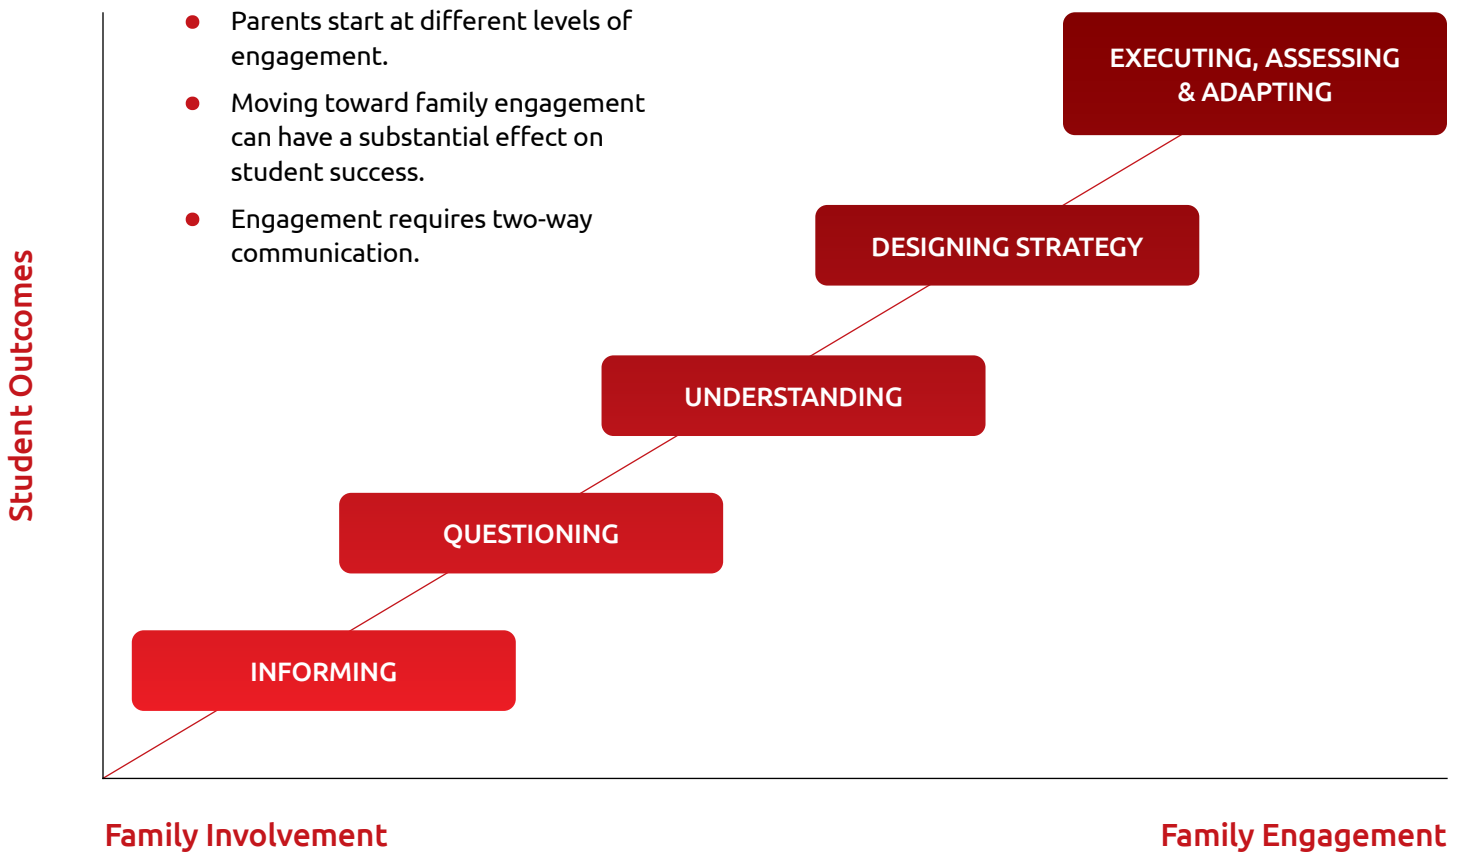 Parents start at different levels of
engagement.
Moving toward family engagement
can have a substantial effect on
student success.
Engagement requires two-way
communication.
EXECUTING, ASSESSING
& ADAPTING
DESIGNING STRATEGY
UNDERSTANDING
QUESTIONING
INFORMING
Student Outcomes
Family Involvement
Family Engagement